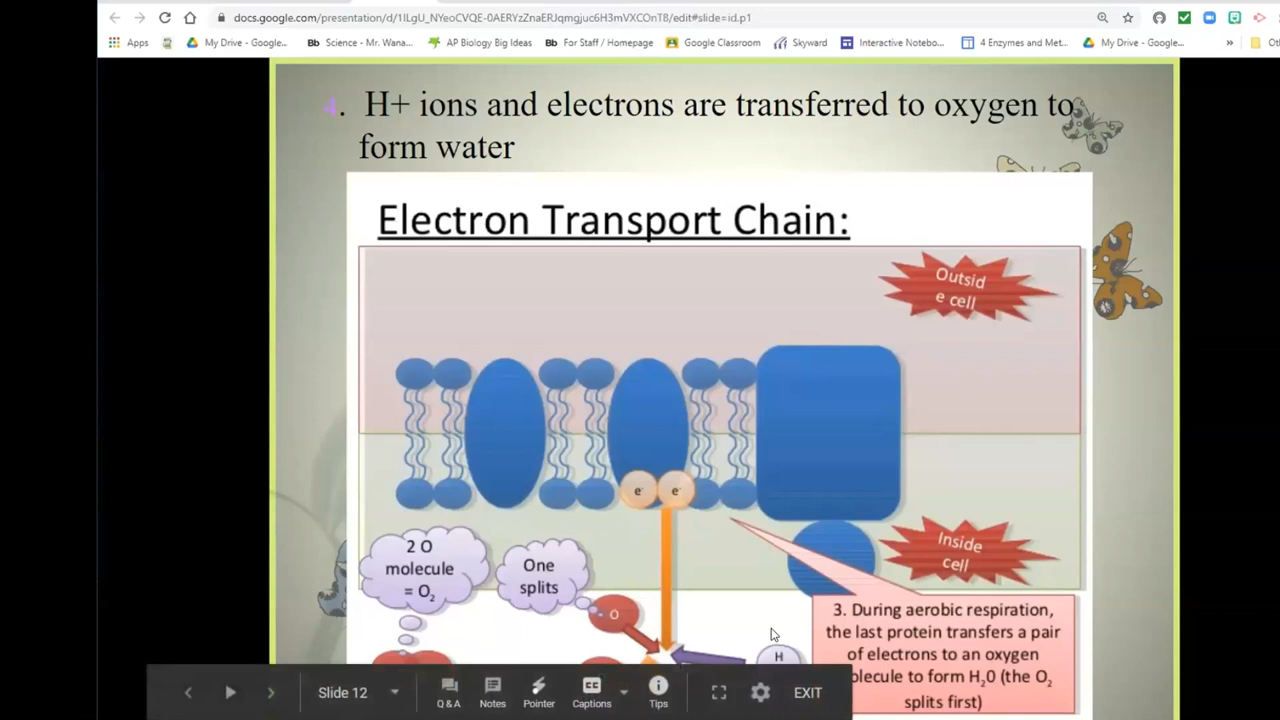 docs.google.com/presentation/d/1ILgU_NYeoCVQE-0AERYzZnaERJqmgjuc6H3mVXCOnT8/edit#slide=id.p1
Apps My Drive - Google... Bb Science - Mr. Wana... AP Biology Big Ideas Bb For Staff / Homepage Google Classroom Skyward Interactive Notebo... 4 Enzymes and Met... My Drive - Google... »
4. H+ ions and electrons are transferred to oxygen to
form water
Electron Transport Chain:
Outsid
e cell
e- e-
2 O
molecule
= O₂
One
splits
Inside
cell
O
H
3. During aerobic respiration,
the last protein transfers a pair
of electrons to an oxygen
to form H₂0 (the O₂
splits first)
Slide 12
Q & A Notes Pointer Captions Tips EXIT